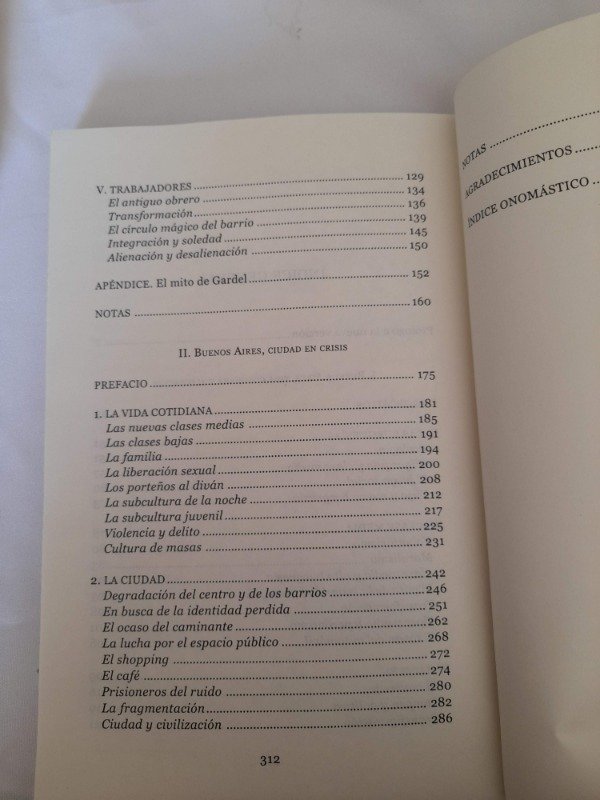 V. TRABAJADORES ........ 129
El antiguo obrero ........ 134
Transformación ........ 136
El círculo mágico del barrio ........ 139
Integración y soledad ........ 145
Alienación y desalienación ........ 150
APÉNDICE. El mito de Gardel ........ 152
NOTAS ........ 160
II. BUENOS AIRES, CIUDAD EN CRISIS
PREFACIO ........ 175
1. LA VIDA COTIDIANA ........ 181
Las nuevas clases medias ........ 185
Las clases bajas ........ 191
La familia ........ 194
La liberación sexual ........ 200
Los porteños al diván ........ 208
La subcultura de la noche ........ 212
La subcultura juvenil ........ 217
Violencia y delito ........ 225
Cultura de masas ........ 231
2. LA CIUDAD ........ 242
Degradación del centro y de los barrios ........ 246
En busca de la identidad perdida ........ 251
El ocaso del caminante ........ 262
La lucha por el espacio público ........ 268
El shopping ........ 272
El café ........ 274
Prisioneros del ruido ........ 280
La fragmentación ........ 282
Ciudad y civilización ........ 286
312
NOTAS ........
AGRADECIMIENTOS ........
ÍNDICE ONOMÁSTICO ........